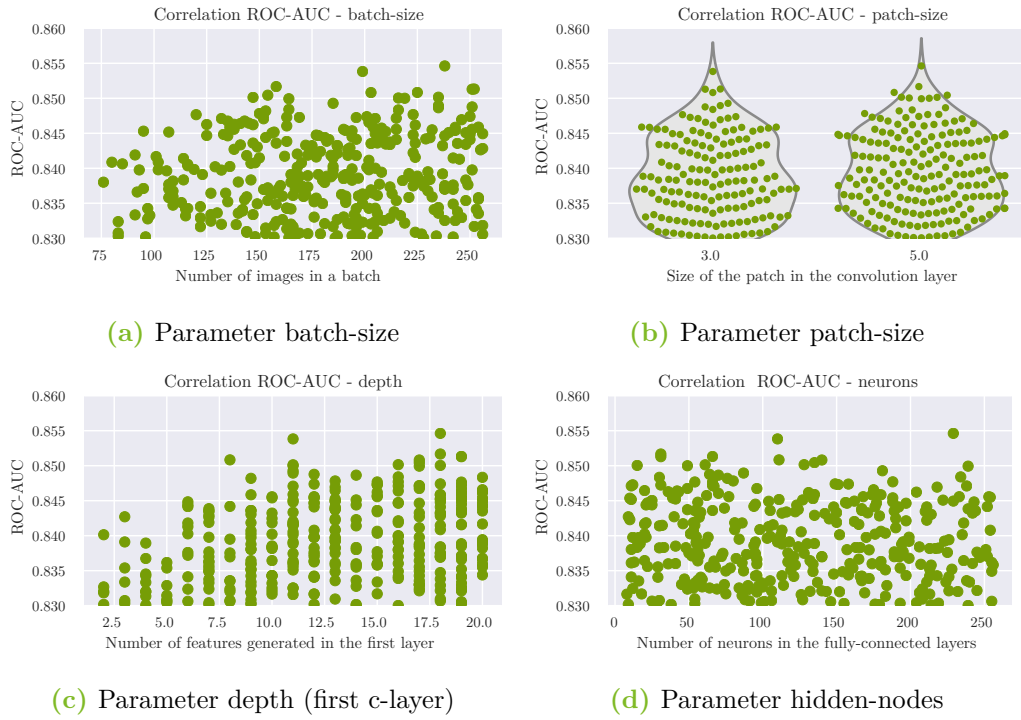 Correlation ROC-AUC - batch-size
0.860
0.855
0.850
0.845
0.840
0.835
0.830
ROC-AUC
75 100 125 150 175 200 225 250
Number of images in a batch
(a) Parameter batch-size
Correlation ROC-AUC - patch-size
0.860
0.855
0.850
0.845
0.840
0.835
0.830
ROC-AUC
3.0 5.0
Size of the patch in the convolution layer
(b) Parameter patch-size
Correlation ROC-AUC - depth
0.860
0.855
0.850
0.845
0.840
0.835
0.830
ROC-AUC
2.5 5.0 7.5 10.0 12.5 15.0 17.5 20.0
Number of features generated in the first layer
(c) Parameter depth (first c-layer)
Correlation ROC-AUC - neurons
0.860
0.855
0.850
0.845
0.840
0.835
0.830
ROC-AUC
0 50 100 150 200 250
Number of neurons in the fully-connected layers
(d) Parameter hidden-nodes